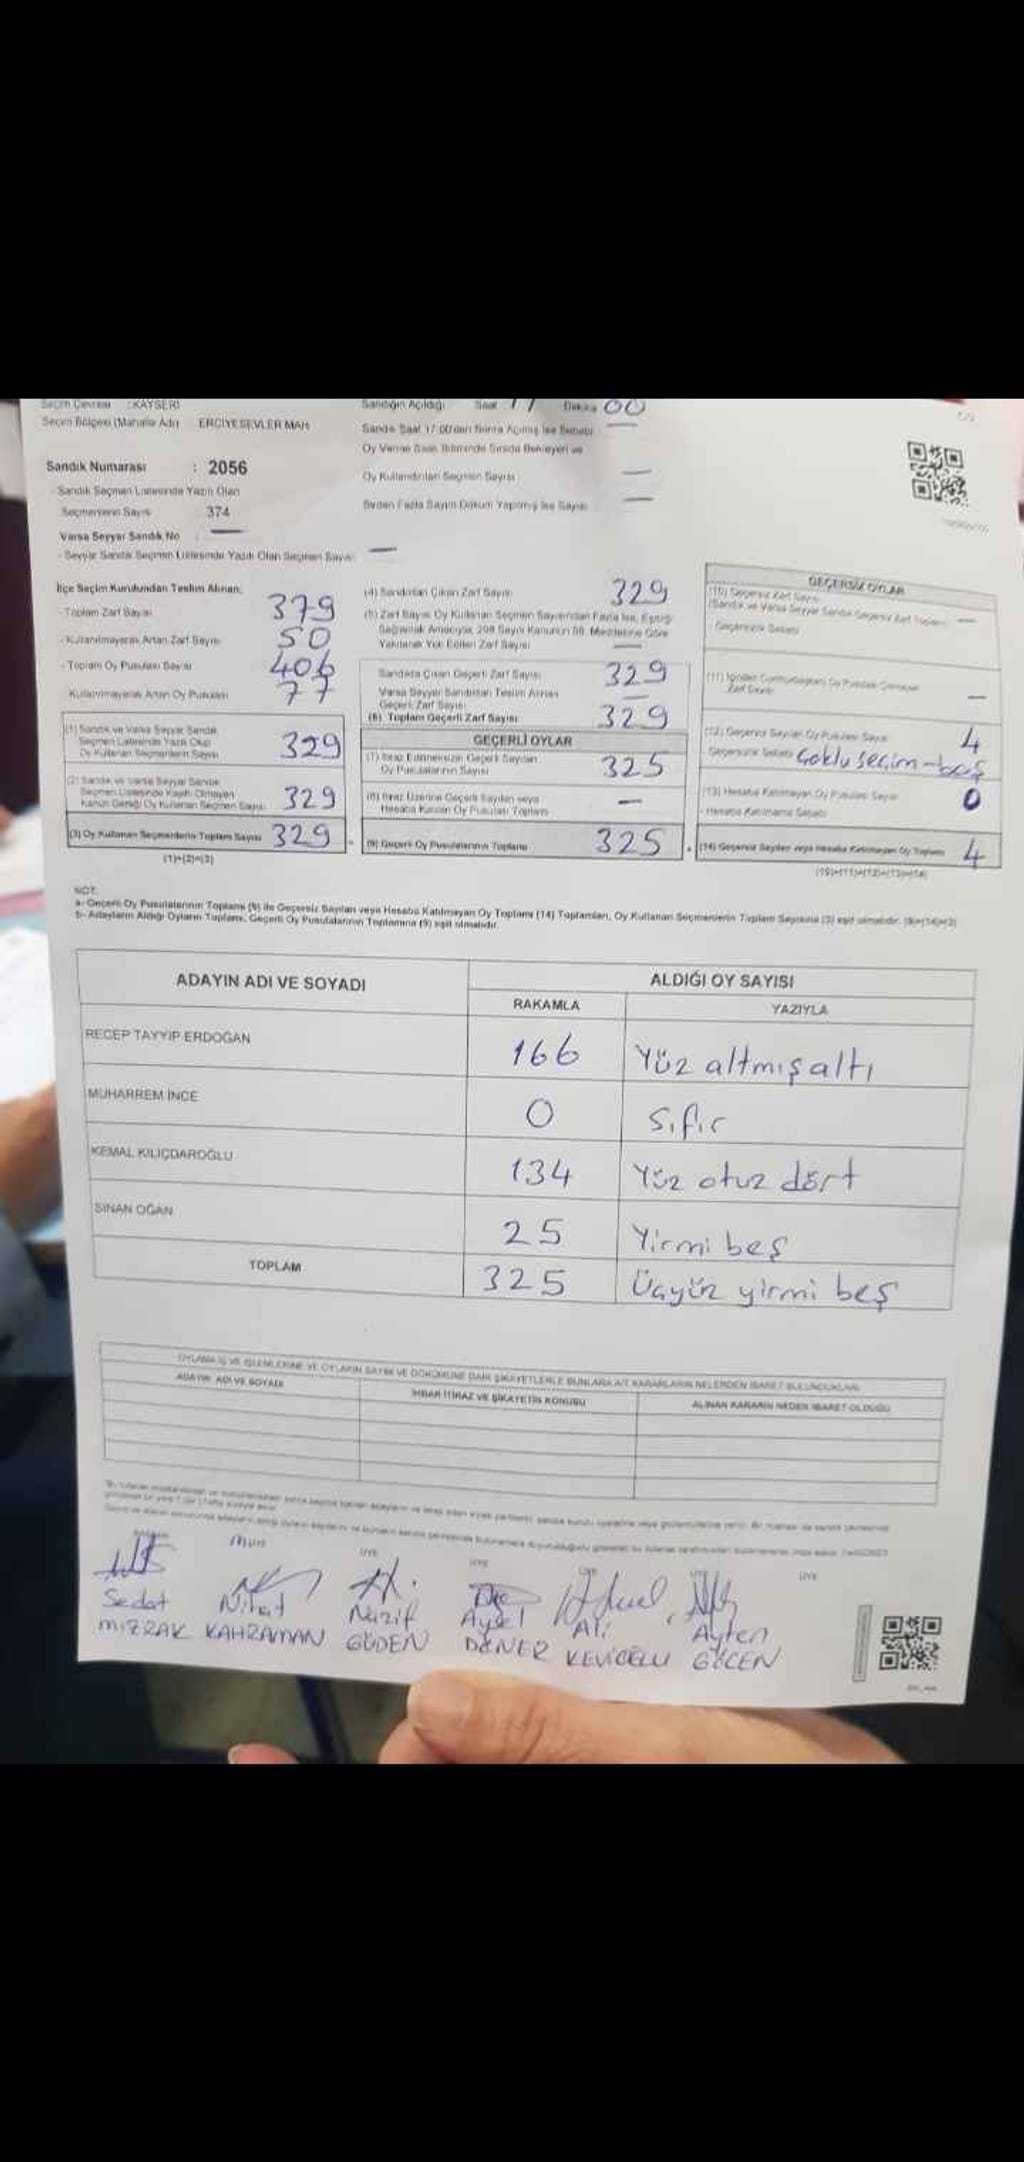 Seçim Çevresi : KAYSERİ
Seçim Bölgesi (Mahalle Adı) ERCİYESEVLER MAH
Sandık Numarası : 2056
- Sandık Seçmen Listesinde Yazılı Olan
Seçmenlerin Sayısı 374
Varsa Seyyar Sandık No : —
- Seyyar Sandık Seçmen Listesinde Yazılı Olan Seçmen Sayısı —
Sandığın Açıldığı Saat 17 Dakika 00
Sandık Saat 17.00'den Sonra Açılmış İse Sebebi —
Oy Verme Saati Bitiminde Sırada Bekleyen ve
Oy Kullandırılan Seçmen Sayısı —
Birden Fazla Sayım Döküm Yapılmış İse Sayısı —
İlçe Seçim Kurulundan Teslim Alınan;
- Toplam Zarf Sayısı 379
- Kullanılmayarak Artan Zarf Sayısı 50
- Toplam Oy Pusulası Sayısı 406
Kullanılmayarak Artan Oy Pusulası 77
(1) Sandık ve Varsa Seyyar Sandık
Seçmen Listesinde Yazılı Olup
Oy Kullanan Seçmenlerin Sayısı 329
(2) Sandık ve Varsa Seyyar Sandık
Seçmen Listesinde Kayıtlı Olmayan
Kanun Gereği Oy Kullanan Seçmen Sayısı 329
(3) Oy Kullanan Seçmenlerin Toplam Sayısı 329
(1)+(2)=(3)
(4) Sandıktan Çıkan Zarf Sayısı 329
(5) Zarf Sayısı Oy Kullanan Seçmen Sayısından Fazla İse, Eşitliği
Sağlamak Amacıyla 298 Sayılı Kanunun 98. Maddesine Göre
Yakılarak Yok Edilen Zarf Sayısı —
Sandıkta Çıkan Geçerli Zarf Sayısı 329
Varsa Seyyar Sandıktan Teslim Alınan
Geçerli Zarf Sayısı —
(6) Toplam Geçerli Zarf Sayısı 329
GEÇERLİ OYLAR
(7) İtiraz Edilmeksizin Geçerli Sayılan
Oy Pusulalarının Sayısı 325
(8) İtiraz Üzerine Geçerli Sayılan veya
Hesaba Katılan Oy Pusulası Toplamı —
(9) Geçerli Oy Pusulalarının Toplamı 325
GEÇERSİZ OYLAR
(10) Geçersiz Zarf Sayısı
(Sandık ve Varsa Seyyar Sandık Geçersiz Zarf Toplamı) —
Geçersizlik Sebebi
(11) İçinden Cumhurbaşkanı Oy Pusulası Çıkmayan
Zarf Sayısı —
(12) Geçersiz Sayılan Oy Pusulası Sayısı 4
Geçersizlik Sebebi Çoklu seçim - boş
(13) Hesaba Katılmayan Oy Pusulası Sayısı 0
Hesaba Katılmama Sebebi
(14) Geçersiz Sayılan veya Hesaba Katılmayan Oy Toplamı 4
(10)+(11)+(12)+(13)=(14)
NOT:
a- Geçerli Oy Pusulalarının Toplamı (9) ile Geçersiz Sayılan veya Hesaba Katılmayan Oy Toplamı (14) Toplamları, Oy Kullanan Seçmenlerin Toplam Sayısına (3) eşit olmalıdır. (9)+(14)=(3)
b- Adayların Aldığı Oyların Toplamı, Geçerli Oy Pusulalarının Toplamına (9) eşit olmalıdır.
ADAYIN ADI VE SOYADI ALDIĞI OY SAYISI
RAKAMLA YAZIYLA
RECEP TAYYİP ERDOĞAN 166 Yüz altmış altı
MUHARREM İNCE 0 Sıfır
KEMAL KILIÇDAROĞLU 134 Yüz otuz dört
SİNAN OĞAN 25 Yirmi beş
TOPLAM 325 Üçyüz yirmi beş
OYLAMA İŞ VE İŞLEMLERİNE VE OYLARIN SAYIM VE DÖKÜMÜNE DAİR ŞİKAYETLERLE BUNLARA AİT KARARLARIN NELERDEN İBARET BULUNDUKLARI
ADAYIN ADI VE SOYADI İHBAR İTİRAZ VE ŞİKAYETİN KONUSU ALINAN KARARIN NEDEN İBARET OLDUĞU
ÜYE ÜYE ÜYE
Sedat Nihat Nazif Aysel Ali Ayten
MIZRAK KAHRAMAN GÜDEN DÖNER GÖCEN